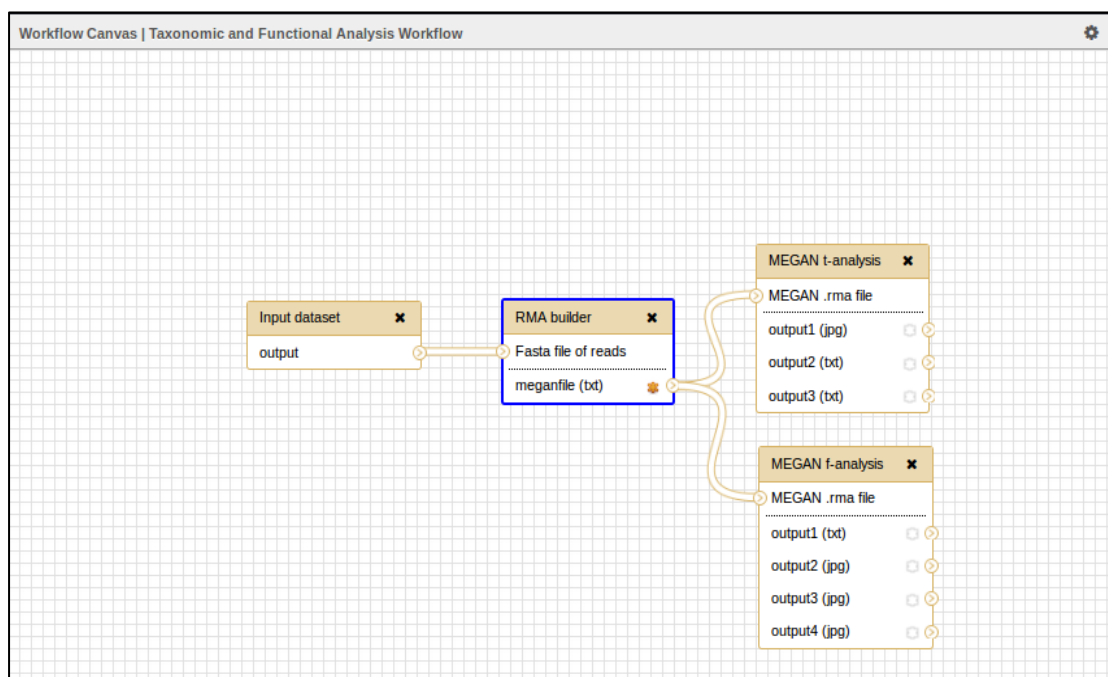 Workflow Canvas | Taxonomic and Functional Analysis Workflow
Input dataset
output
RMA builder
Fasta file of reads
meganfile (txt)
MEGAN t-analysis
MEGAN .rma file
output1 (jpg)
output2 (txt)
output3 (txt)
MEGAN f-analysis
MEGAN .rma file
output1 (txt)
output2 (jpg)
output3 (jpg)
output4 (jpg)